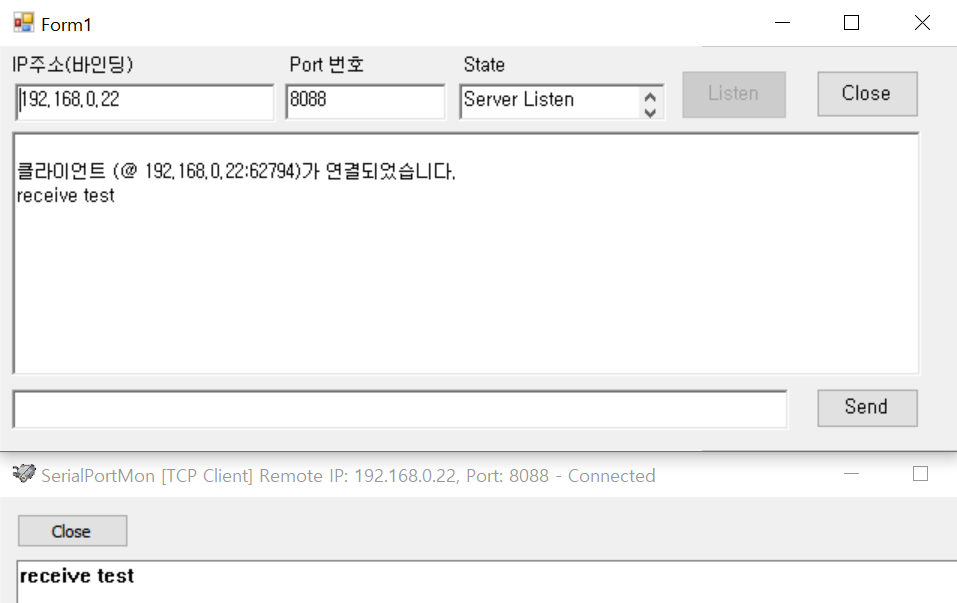 Form1
IP주소(바인딩) Port 번호 State
192,168,0,22 8088 Server Listen Listen Close
클라이언트 (@ 192,168,0,22:62794)가 연결되었습니다,
receive test
Send
SerialPortMon [TCP Client] Remote IP: 192.168.0.22, Port: 8088 - Connected
Close
receive test